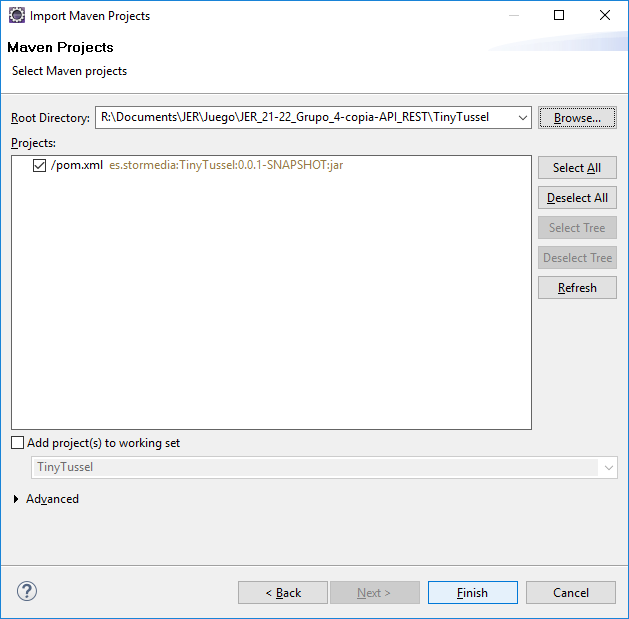 Import Maven Projects
Maven Projects
Select Maven projects
Root Directory: R:\Documents\JER\Juego\JER_21-22_Grupo_4-copia-API_REST\TinyTussel Browse...
Projects:
/pom.xml es.stormedia:TinyTussel:0.0.1-SNAPSHOT:jar
Select All
Deselect All
Select Tree
Deselect Tree
Refresh
Add project(s) to working set
TinyTussel
Advanced
? < Back Next > Finish Cancel